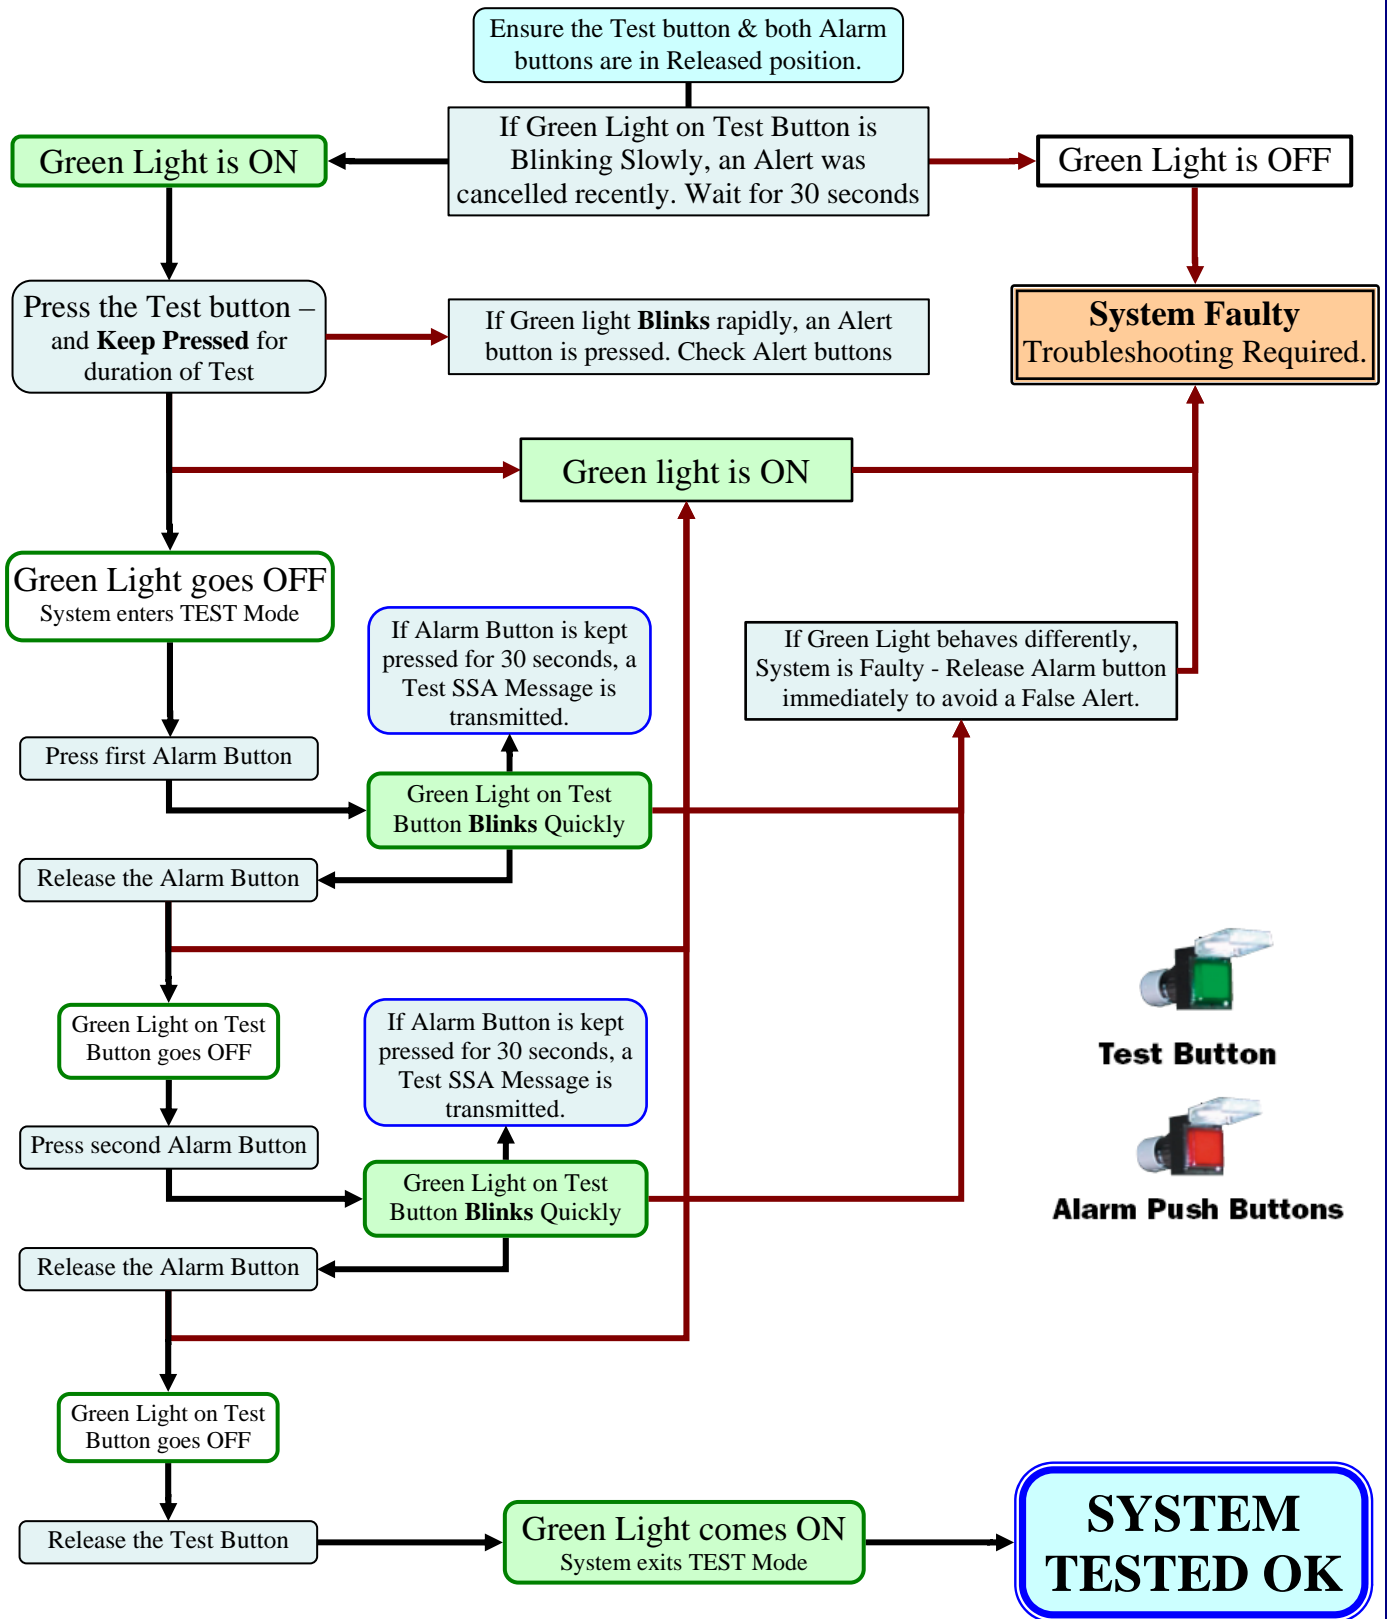 Ensure the Test button & both Alarm
buttons are in Released position.
If Green Light on Test Button is
Blinking Slowly, an Alert was
cancelled recently. Wait for 30 seconds
Green Light is ON
Green Light is OFF
Press the Test button –
and Keep Pressed for
duration of Test
If Green light Blinks rapidly, an Alert
button is pressed. Check Alert buttons
System Faulty
Troubleshooting Required.
Green light is ON
Green Light goes OFF
System enters TEST Mode
If Alarm Button is kept
pressed for 30 seconds, a
Test SSA Message is
transmitted.
If Green Light behaves differently,
System is Faulty - Release Alarm button
immediately to avoid a False Alert.
Press first Alarm Button
Green Light on Test
Button Blinks Quickly
Release the Alarm Button
Green Light on Test
Button goes OFF
If Alarm Button is kept
pressed for 30 seconds, a
Test SSA Message is
transmitted.
Test Button
Press second Alarm Button
Green Light on Test
Button Blinks Quickly
Alarm Push Buttons
Release the Alarm Button
Green Light on Test
Button goes OFF
Release the Test Button
Green Light comes ON
System exits TEST Mode
SYSTEM
TESTED OK